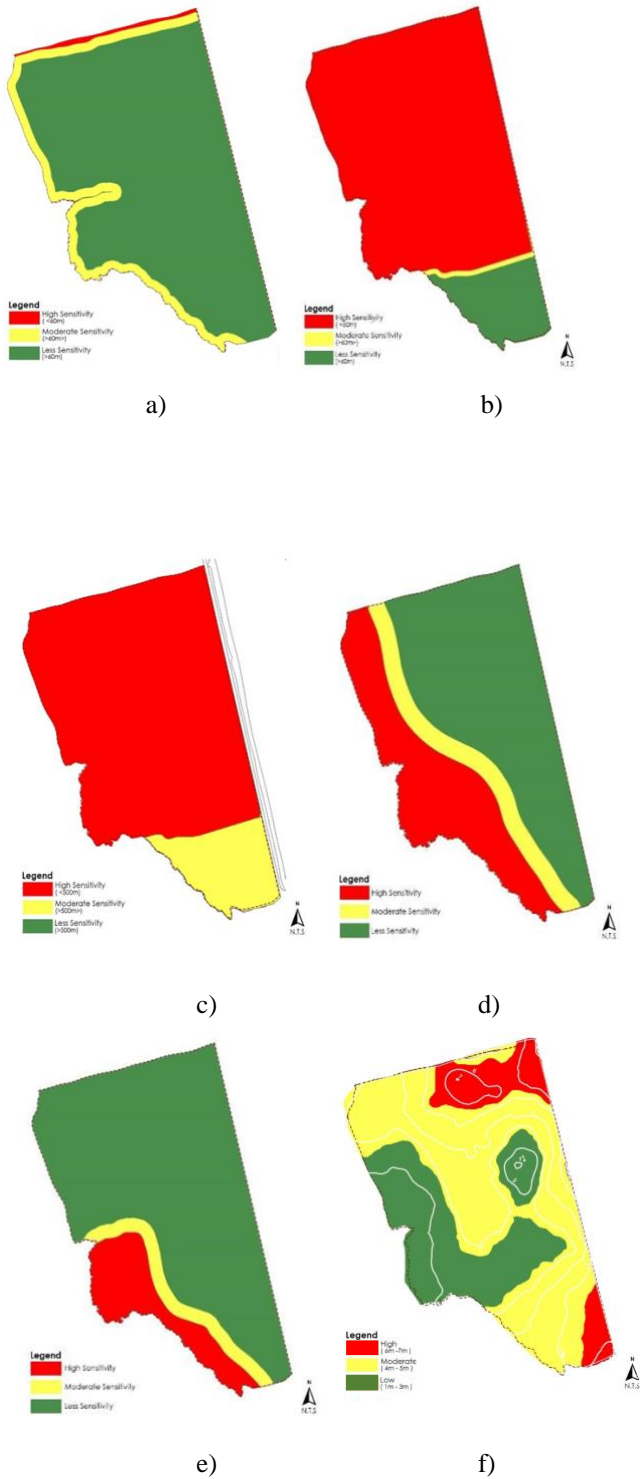 Legend
High Sensitivity
( <60m)
Moderate Sensitivity
(>60m>)
Less Sensitivity
(>60m)
a)
Legend
High Sensitivity
Moderate Sensitivity
Less Sensitivity
(>60m)
N
N.T.S
b)
Legend
High Sensitivity
( <500m)
Moderate Sensitivity
(>500m>)
Less Sensitivity
(>500m)
N
N.T.S
c)
Legend
High Sensitivity
Moderate Sensitivity
Less Sensitivity
N
N.T.S
d)
Legend
High Sensitivity
Moderate Sensitivity
Less Sensitivity
N
N.T.S
e)
Legend
High
( 6m -7m )
Moderate
( 4m - 5m )
Low
( 1m - 3m )
N
N.T.S
f)